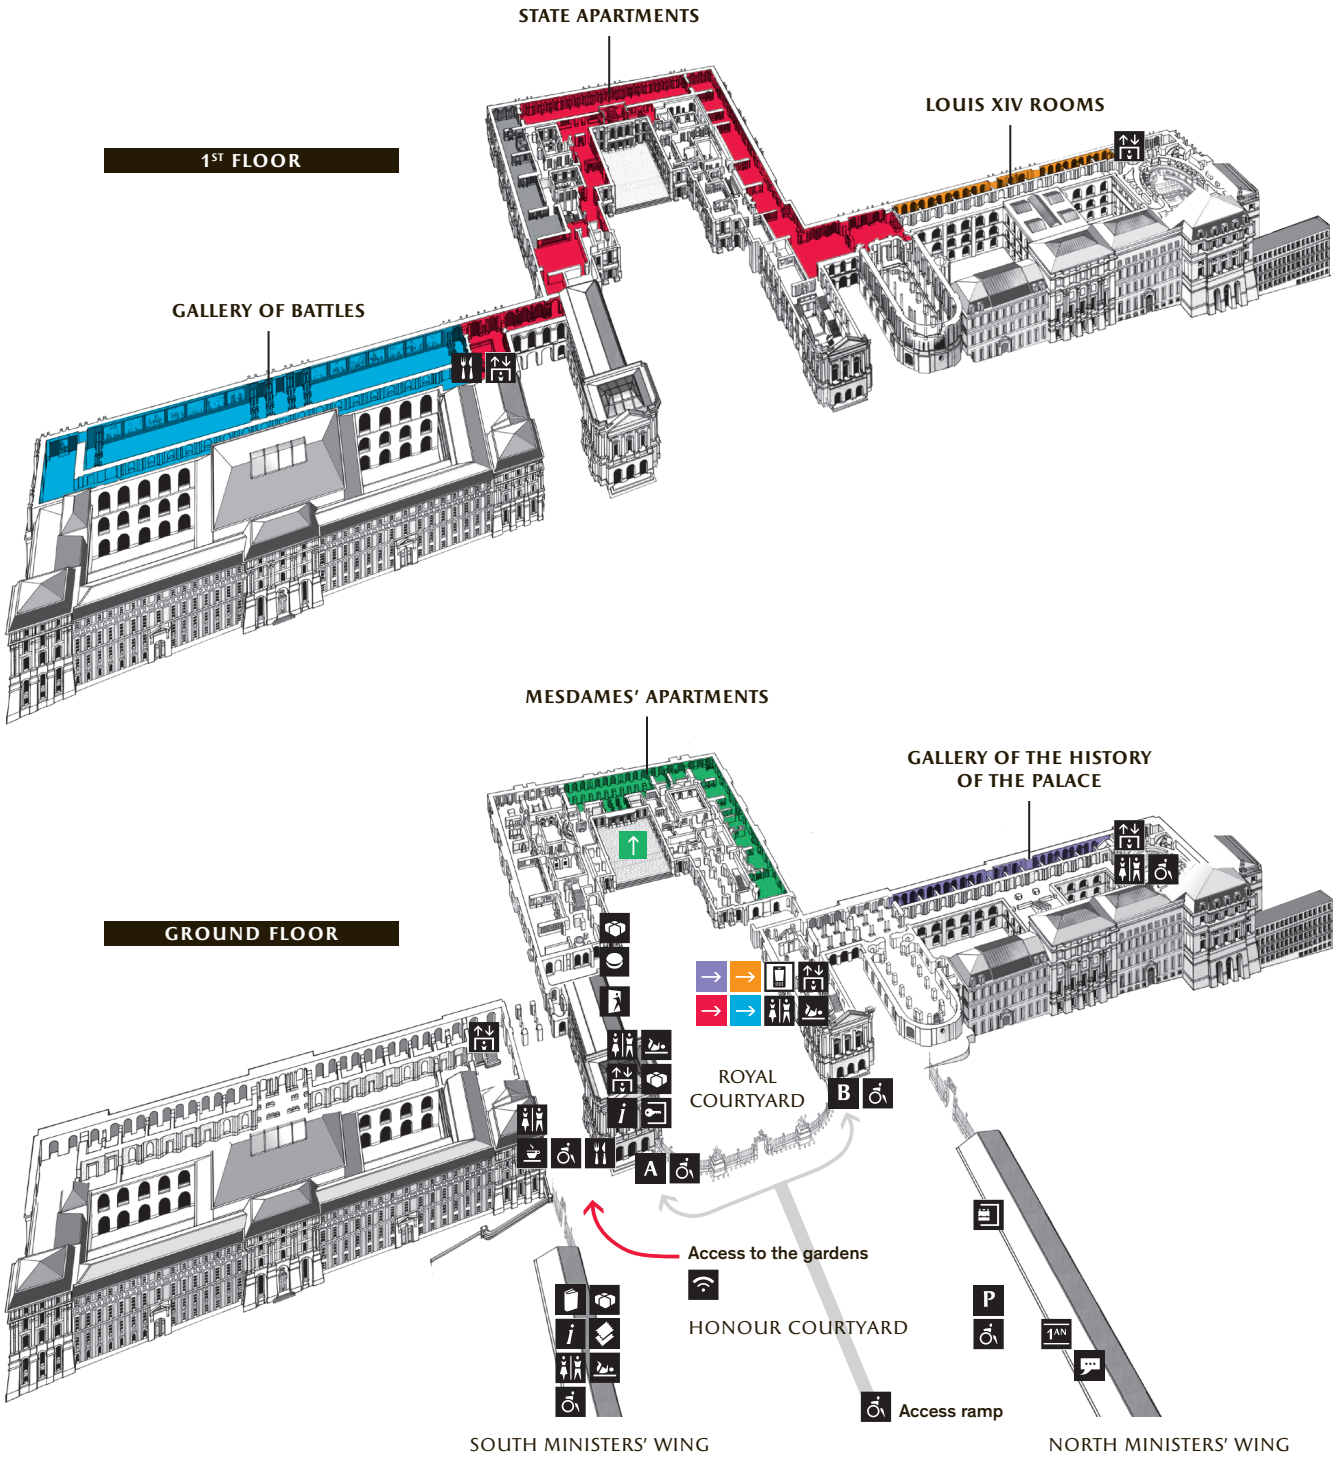 STATE APARTMENTS
LOUIS XIV ROOMS
1ST FLOOR
GALLERY OF BATTLES
MESDAMES’ APARTMENTS
GALLERY OF THE HISTORY
OF THE PALACE
GROUND FLOOR
ROYAL
COURTYARD
B
A
i
Access to the gardens
P
i
HONOUR COURTYARD
1AN
Access ramp
SOUTH MINISTERS’ WING
NORTH MINISTERS’ WING